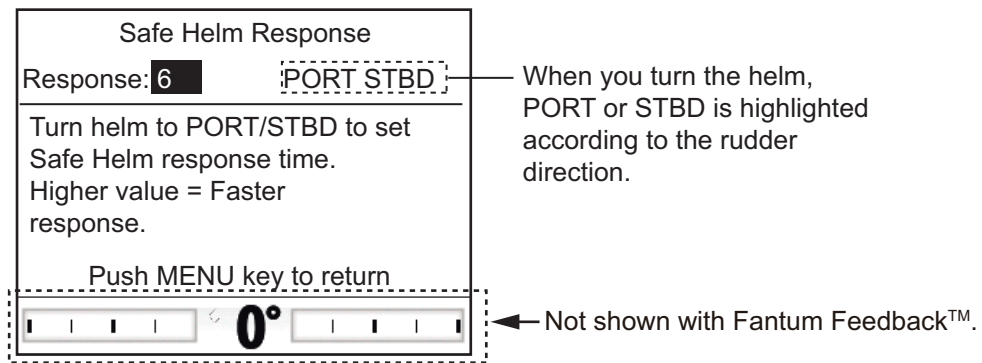 Safe Helm Response
Response: 6 PORT STBD
Turn helm to PORT/STBD to set
Safe Helm response time.
Higher value = Faster
response.
Push MENU key to return
0°
When you turn the helm,
PORT or STBD is highlighted
according to the rudder
direction.
Not shown with Fantum Feedback™.